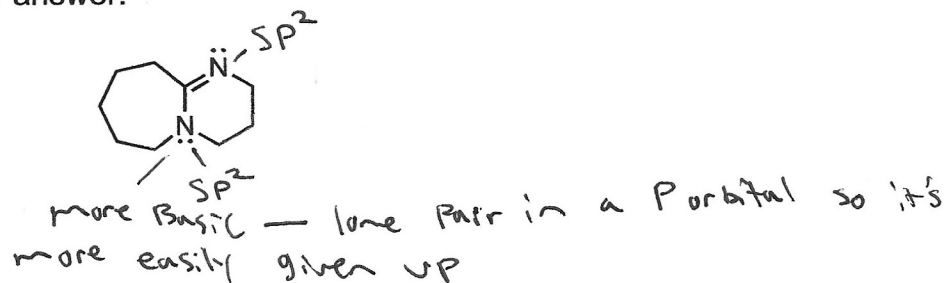 answer.
N sp²
N
sp²
more Basic — lone Pair in a P orbital so it's
more easily given up